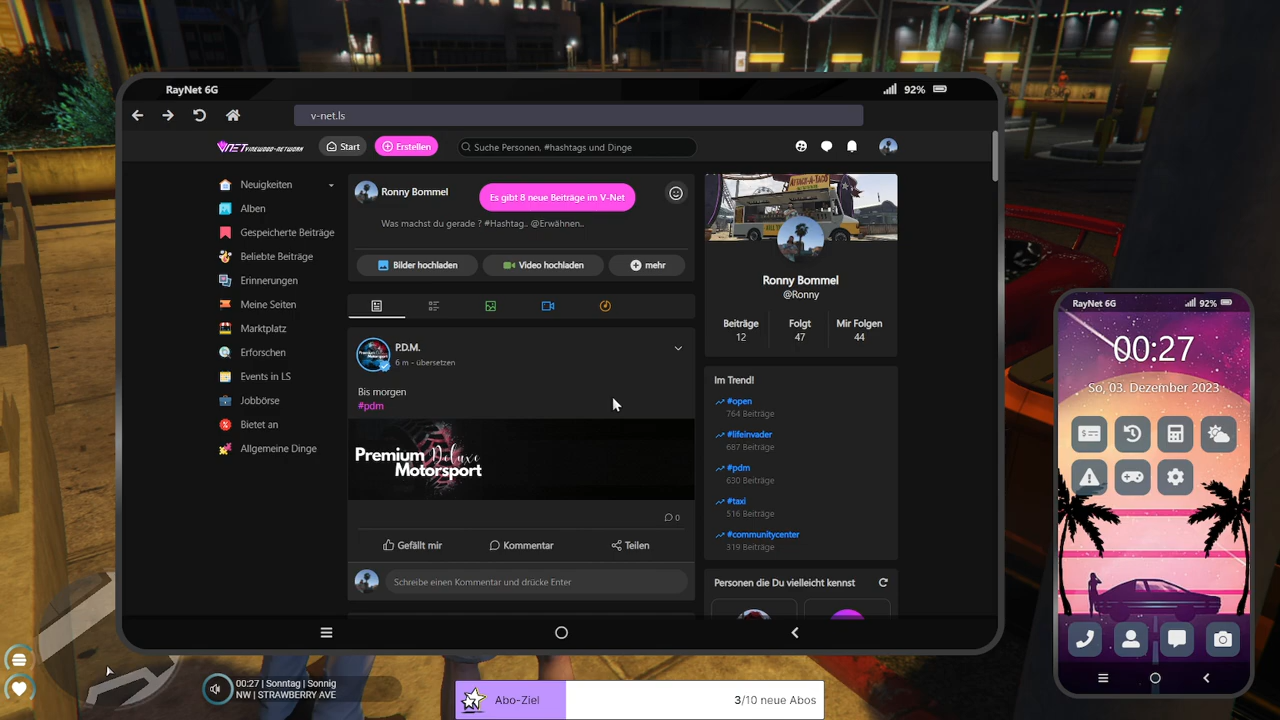 RayNet 6G
92%
v-net.ls
VNET VINEWOOD-NETWORK
Start
Erstellen
Suche Personen, #hashtags und Dinge
Neuigkeiten
Alben
Gespeicherte Beiträge
Beliebte Beiträge
Erinnerungen
Meine Seiten
Marktplatz
Erforschen
Events in LS
Jobbörse
Bietet an
Allgemeine Dinge
Ronny Bommel
Es gibt 8 neue Beiträge im V-Net
Was machst du gerade ? #Hashtag.. @Erwähnen..
Bilder hochladen
Video hochladen
mehr
P.D.M.
6 m - übersetzen
Bis morgen
#pdm
Premium Deluxe
Motorsport
0
Gefällt mir
Kommentar
Teilen
Schreibe einen Kommentar und drücke Enter
ATTACK-A-TACO
Ronny Bommel
@Ronny
Beiträge
12
Folgt
47
Mir Folgen
44
Im Trend!
#open
764 Beiträge
#lifeinvader
687 Beiträge
#pdm
630 Beiträge
#taxi
516 Beiträge
#communitycenter
319 Beiträge
Personen die Du vielleicht kennst
RayNet 6G
92%
00:27
So, 03. Dezember 2023
00:27 | Sonntag | Sonnig
NW | STRAWBERRY AVE
Abo-Ziel
3/10 neue Abos